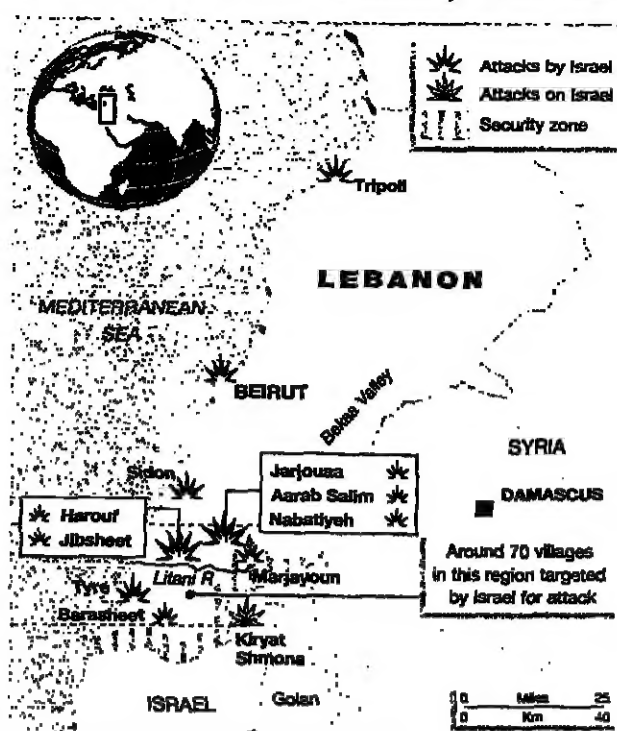 Attacks by Israel
Attacks on Israel
Security zone
Tripoli
LEBANON
MEDITERRANEAN
SEA
BEIRUT
Bekaa Valley
SYRIA
Sidon
Jarjouaa
Aarab Salim
Nabatiyeh
DAMASCUS
Harouf
Jibsheet
Around 70 villages
in this region targeted
by Israel for attack
Litani R
Marjayoun
Tyre
Barasheet
Kiryat
Shmona
ISRAEL
Golan
0 Miles 25
0 Km 40